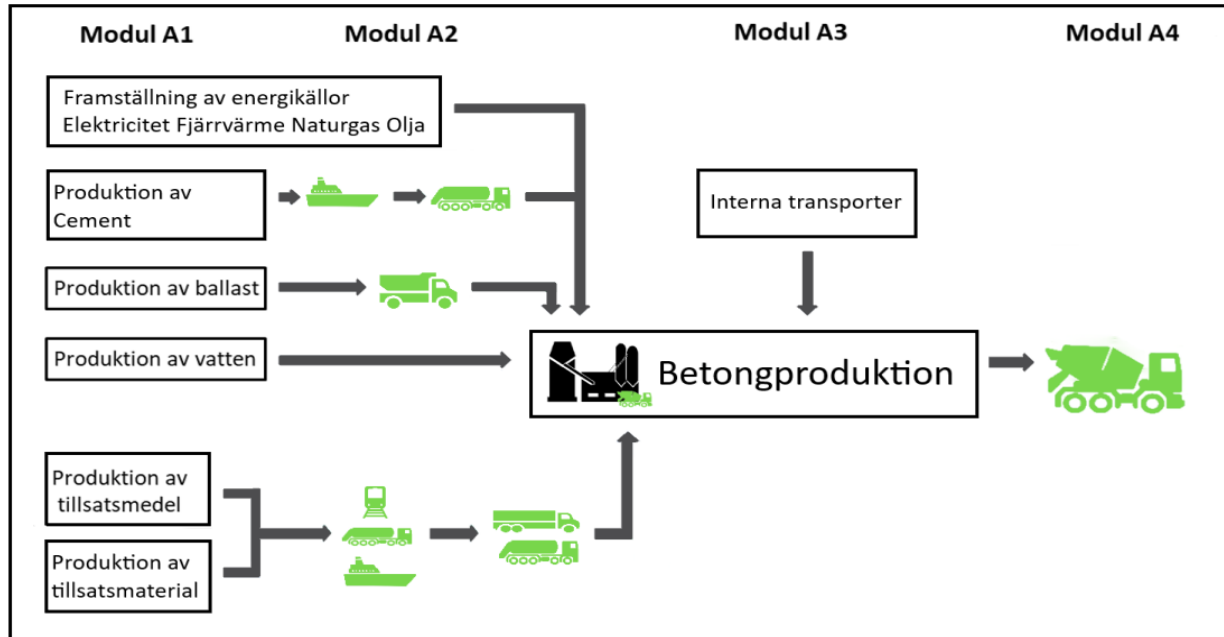 Modul A1
Modul A2
Modul A3
Modul A4
Framställning av energikällor
Elektricitet Fjärrvärme Naturgas Olja
Produktion av
Cement
Interna transporter
Produktion av ballast
Produktion av vatten
Betongproduktion
Produktion av
tillsatsmedel
Produktion av
tillsatsmaterial